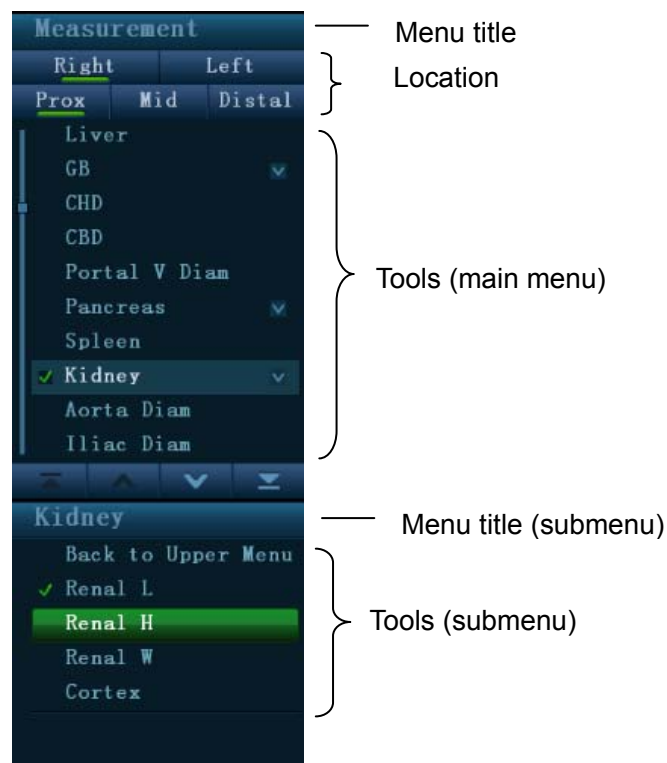 Measurement
Menu title
Right Left
Location
Prox Mid Distal
Liver
GB
CHD
CBD
Portal V Diam
Tools (main menu)
Pancreas
Spleen
Kidney
Aorta Diam
Iliac Diam
Kidney
Menu title (submenu)
Back to Upper Menu
Renal L
Renal H
Tools (submenu)
Renal W
Cortex